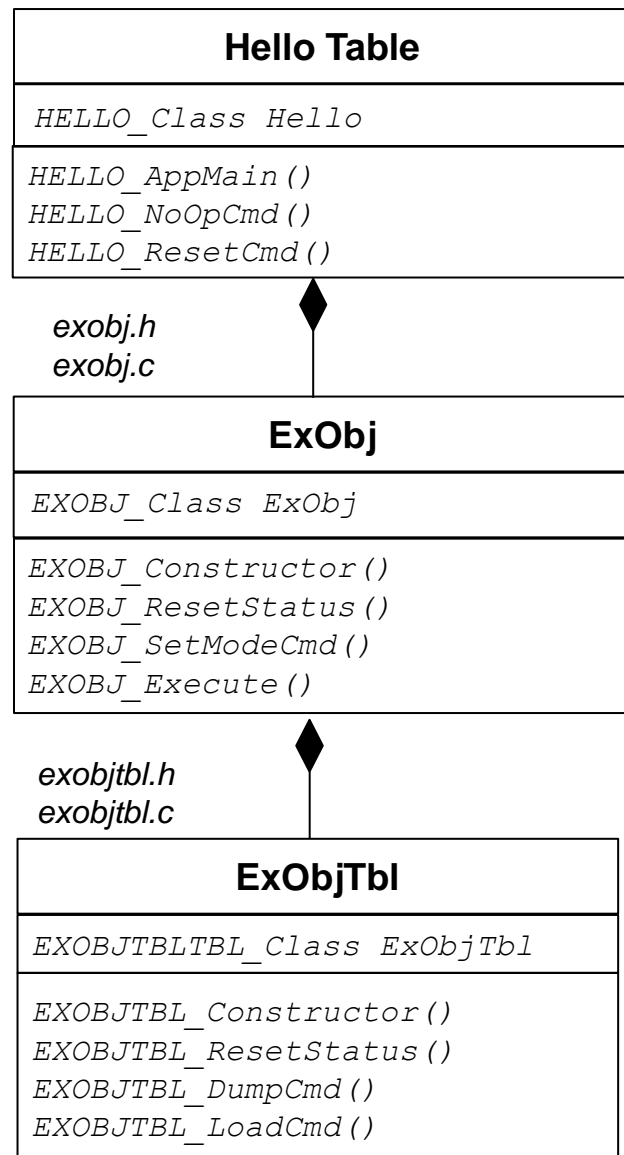 Hello Table
HELLO_Class Hello
HELLO_AppMain()
HELLO_NoOpCmd()
HELLO_ResetCmd()
exobj.h
exobj.c
ExObj
EXOBJ_Class ExObj
EXOBJ_Constructor()
EXOBJ_ResetStatus()
EXOBJ_SetModeCmd()
EXOBJ_Execute()
exobjtbl.h
exobjtbl.c
ExObjTbl
EXOBJTBLTBL_Class ExObjTbl
EXOBJTBL_Constructor()
EXOBJTBL_ResetStatus()
EXOBJTBL_DumpCmd()
EXOBJTBL_LoadCmd()